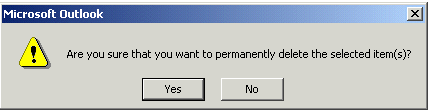 Microsoft Outlook
Are you sure that you want to permanently delete the selected item(s)?
Yes No